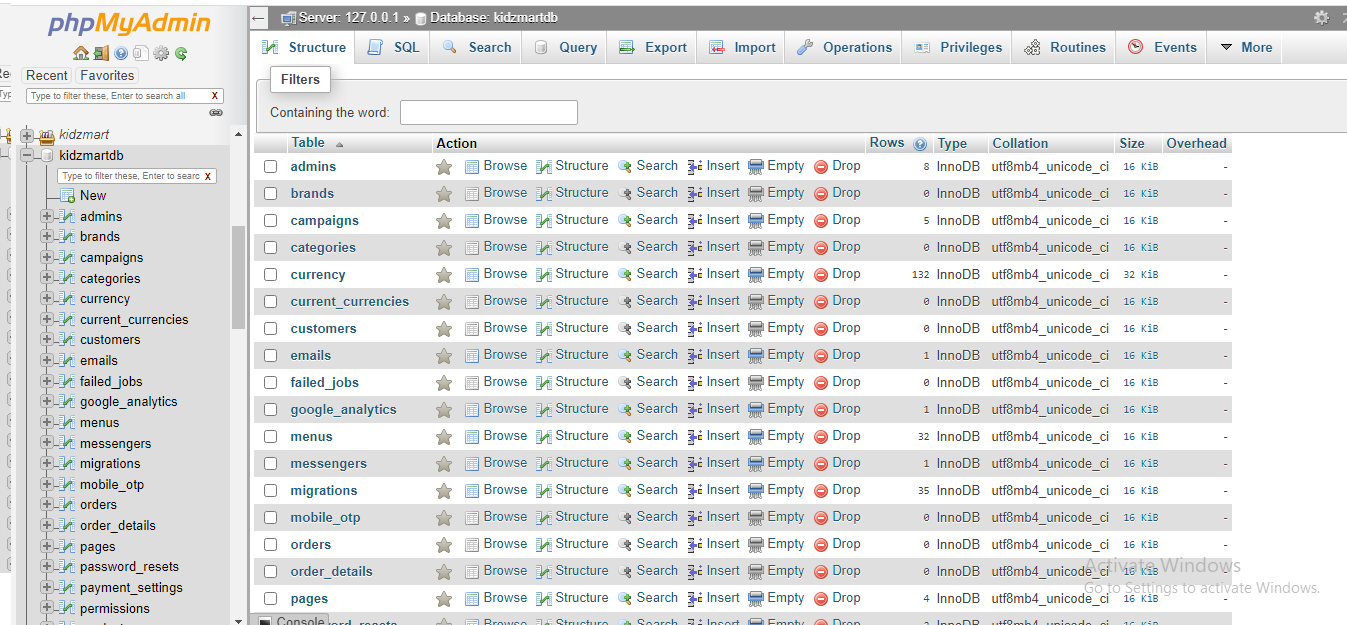 phpMyAdmin
Recent Favorites
Type to filter these, Enter to search all X
kidzmart
kidzmartdb
Type to filter these, Enter to searc X
New
admins
brands
campaigns
categories
currency
current_currencies
customers
emails
failed_jobs
google_analytics
menus
messengers
migrations
mobile_otp
orders
order_details
pages
password_resets
payment_settings
permissions
Server: 127.0.0.1 » Database: kidzmartdb
Structure SQL Search Query Export Import Operations Privileges Routines Events More
Filters
Containing the word:
Table Action Rows Type Collation Size Overhead
admins Browse Structure Search Insert Empty Drop 8 InnoDB utf8mb4_unicode_ci 16 KiB -
brands Browse Structure Search Insert Empty Drop 0 InnoDB utf8mb4_unicode_ci 16 KiB -
campaigns Browse Structure Search Insert Empty Drop 5 InnoDB utf8mb4_unicode_ci 16 KiB -
categories Browse Structure Search Insert Empty Drop 0 InnoDB utf8mb4_unicode_ci 16 KiB -
currency Browse Structure Search Insert Empty Drop 132 InnoDB utf8mb4_unicode_ci 32 KiB -
current_currencies Browse Structure Search Insert Empty Drop 0 InnoDB utf8mb4_unicode_ci 16 KiB -
customers Browse Structure Search Insert Empty Drop 0 InnoDB utf8mb4_unicode_ci 16 KiB -
emails Browse Structure Search Insert Empty Drop 1 InnoDB utf8mb4_unicode_ci 16 KiB -
failed_jobs Browse Structure Search Insert Empty Drop 0 InnoDB utf8mb4_unicode_ci 16 KiB -
google_analytics Browse Structure Search Insert Empty Drop 1 InnoDB utf8mb4_unicode_ci 16 KiB -
menus Browse Structure Search Insert Empty Drop 32 InnoDB utf8mb4_unicode_ci 16 KiB -
messengers Browse Structure Search Insert Empty Drop 1 InnoDB utf8mb4_unicode_ci 16 KiB -
migrations Browse Structure Search Insert Empty Drop 35 InnoDB utf8mb4_unicode_ci 16 KiB -
mobile_otp Browse Structure Search Insert Empty Drop 0 InnoDB utf8mb4_unicode_ci 16 KiB -
orders Browse Structure Search Insert Empty Drop 0 InnoDB utf8mb4_unicode_ci 16 KiB -
order_details Browse Structure Search Insert Empty Drop 0 InnoDB utf8mb4_unicode_ci 16 KiB -
pages Browse Structure Search Insert Empty Drop 4 InnoDB utf8mb4_unicode_ci 16 KiB -
Activate Windows
Go to Settings to activate Windows.
Console